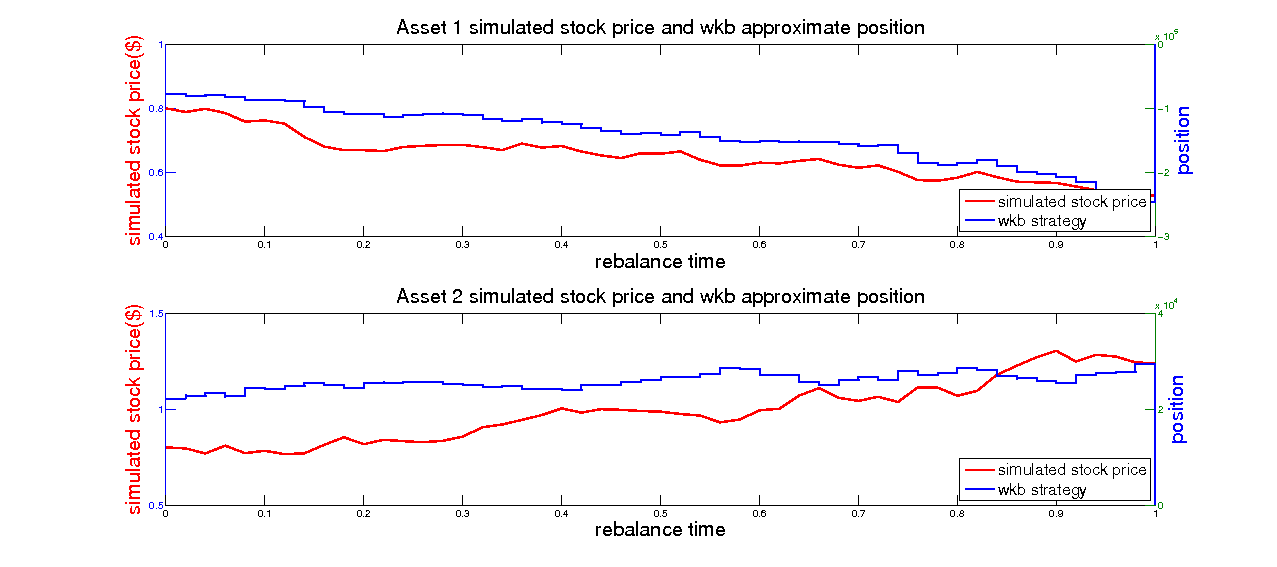 Asset 1 simulated stock price and wkb approximate position
x 10^5
simulated stock price($)
1
0.8
0.6
0.4
0
-1
-2
-3
position
simulated stock price
wkb strategy
0 0.1 0.2 0.3 0.4 0.5 0.6 0.7 0.8 0.9 1
rebalance time
Asset 2 simulated stock price and wkb approximate position
x 10^4
simulated stock price($)
1.5
1
0.5
4
2
0
position
simulated stock price
wkb strategy
0 0.1 0.2 0.3 0.4 0.5 0.6 0.7 0.8 0.9 1
rebalance time